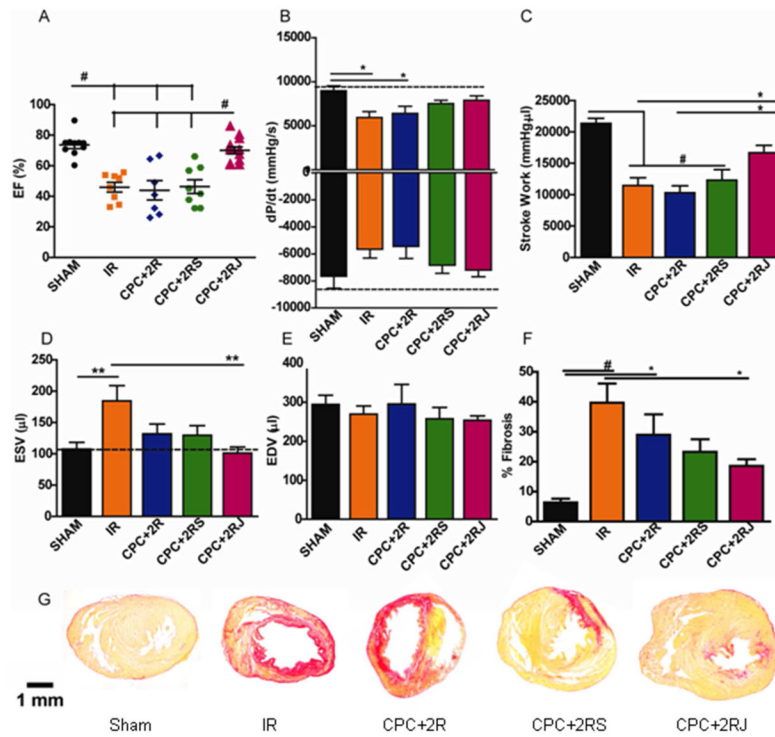 A
#
#
EF (%)
100
80
60
40
20
0
SHAM
IR
CPC+2R
CPC+2RS
CPC+2RJ
B
*
*
dP/dt (mmHg/s)
15000
10000
5000
0
0
-2000
-4000
-6000
-8000
-10000
SHAM
IR
CPC+2R
CPC+2RS
CPC+2RJ
C
*
*
#
Stroke Work (mmHg.µl)
25000
20000
15000
10000
5000
0
SHAM
IR
CPC+2R
CPC+2RS
CPC+2RJ
D
**
**
ESV (µl)
250
200
150
100
50
0
SHAM
IR
CPC+2R
CPC+2RS
CPC+2RJ
E
EDV (µl)
400
300
200
100
0
SHAM
IR
CPC+2R
CPC+2RS
CPC+2RJ
F
#
*
*
% Fibrosis
50
40
30
20
10
0
SHAM
IR
CPC+2R
CPC+2RS
CPC+2RJ
G
1 mm
Sham
IR
CPC+2R
CPC+2RS
CPC+2RJ